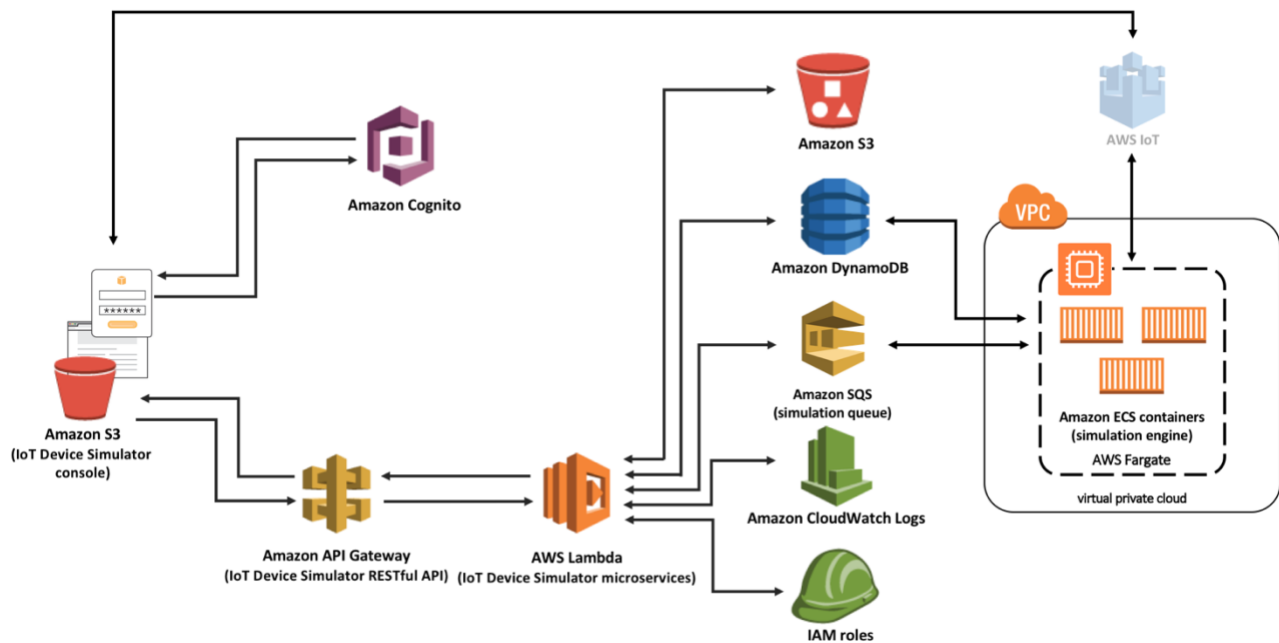 Amazon S3
AWS IoT
Amazon Cognito
VPC
Amazon DynamoDB
******
Amazon SQS
(simulation queue)
Amazon ECS containers
(simulation engine)
AWS Fargate
virtual private cloud
Amazon S3
(IoT Device Simulator
console)
Amazon CloudWatch Logs
Amazon API Gateway
(IoT Device Simulator RESTful API)
AWS Lambda
(IoT Device Simulator microservices)
IAM roles